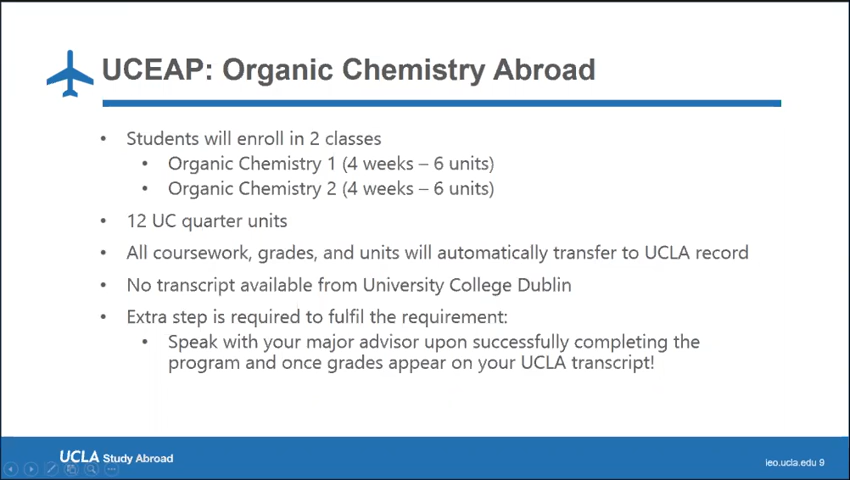 UCEAP: Organic Chemistry Abroad
• Students will enroll in 2 classes
• Organic Chemistry 1 (4 weeks – 6 units)
• Organic Chemistry 2 (4 weeks – 6 units)
• 12 UC quarter units
• All coursework, grades, and units will automatically transfer to UCLA record
• No transcript available from University College Dublin
• Extra step is required to fulfil the requirement:
• Speak with your major advisor upon successfully completing the
program and once grades appear on your UCLA transcript!
UCLA Study Abroad
ieo.ucla.edu 9